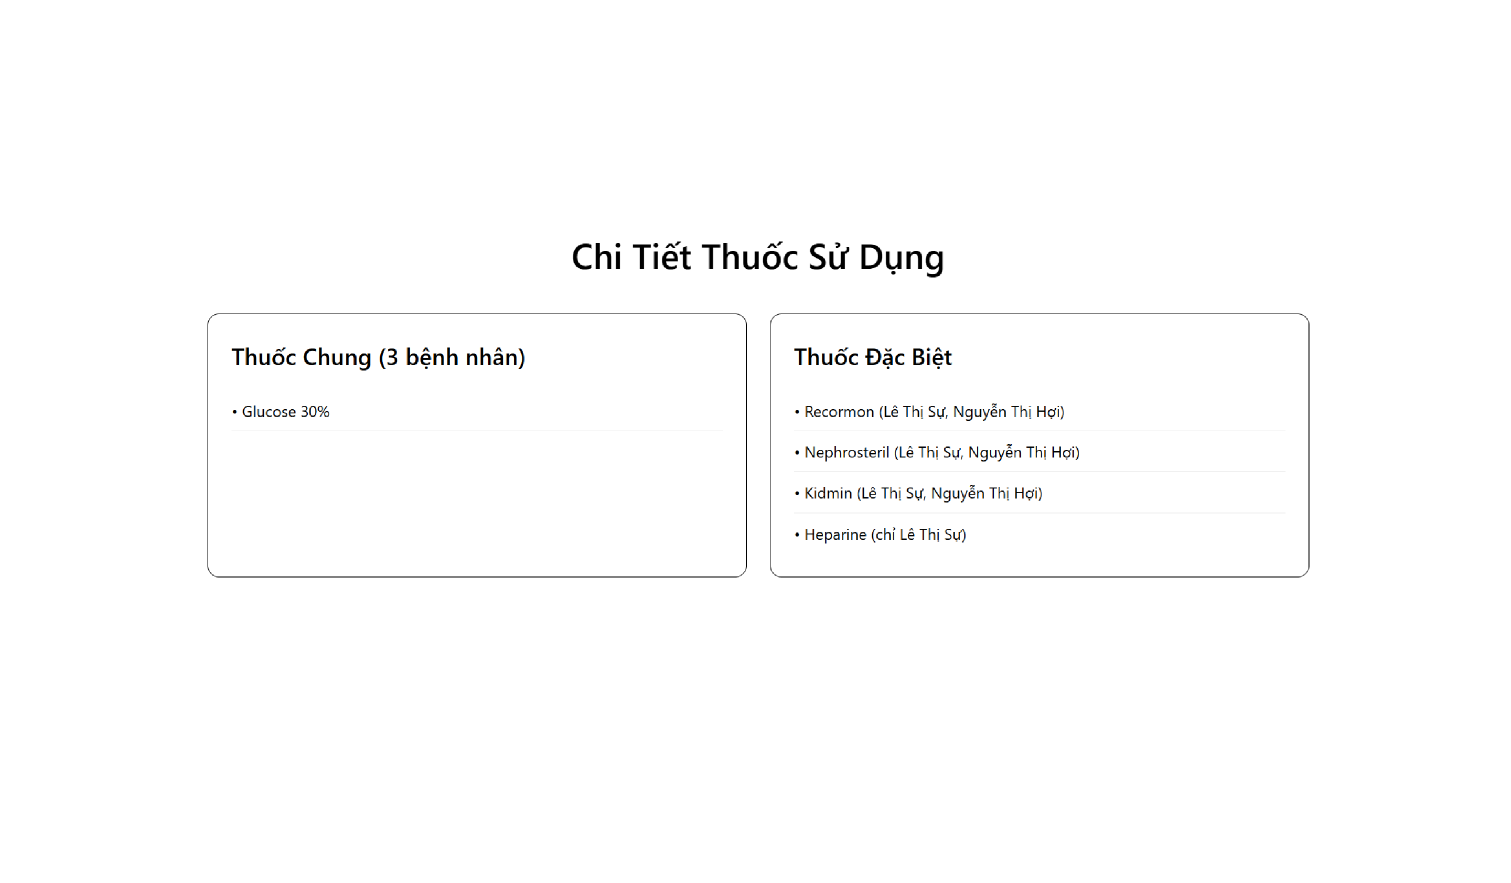 Chi Tiết Thuốc Sử Dụng
Thuốc Chung (3 bệnh nhân)
• Glucose 30%
Thuốc Đặc Biệt
• Recormon (Lê Thị Sự, Nguyễn Thị Hợi)
• Nephrosteril (Lê Thị Sự, Nguyễn Thị Hợi)
• Kidmin (Lê Thị Sự, Nguyễn Thị Hợi)
• Heparine (chỉ Lê Thị Sự)